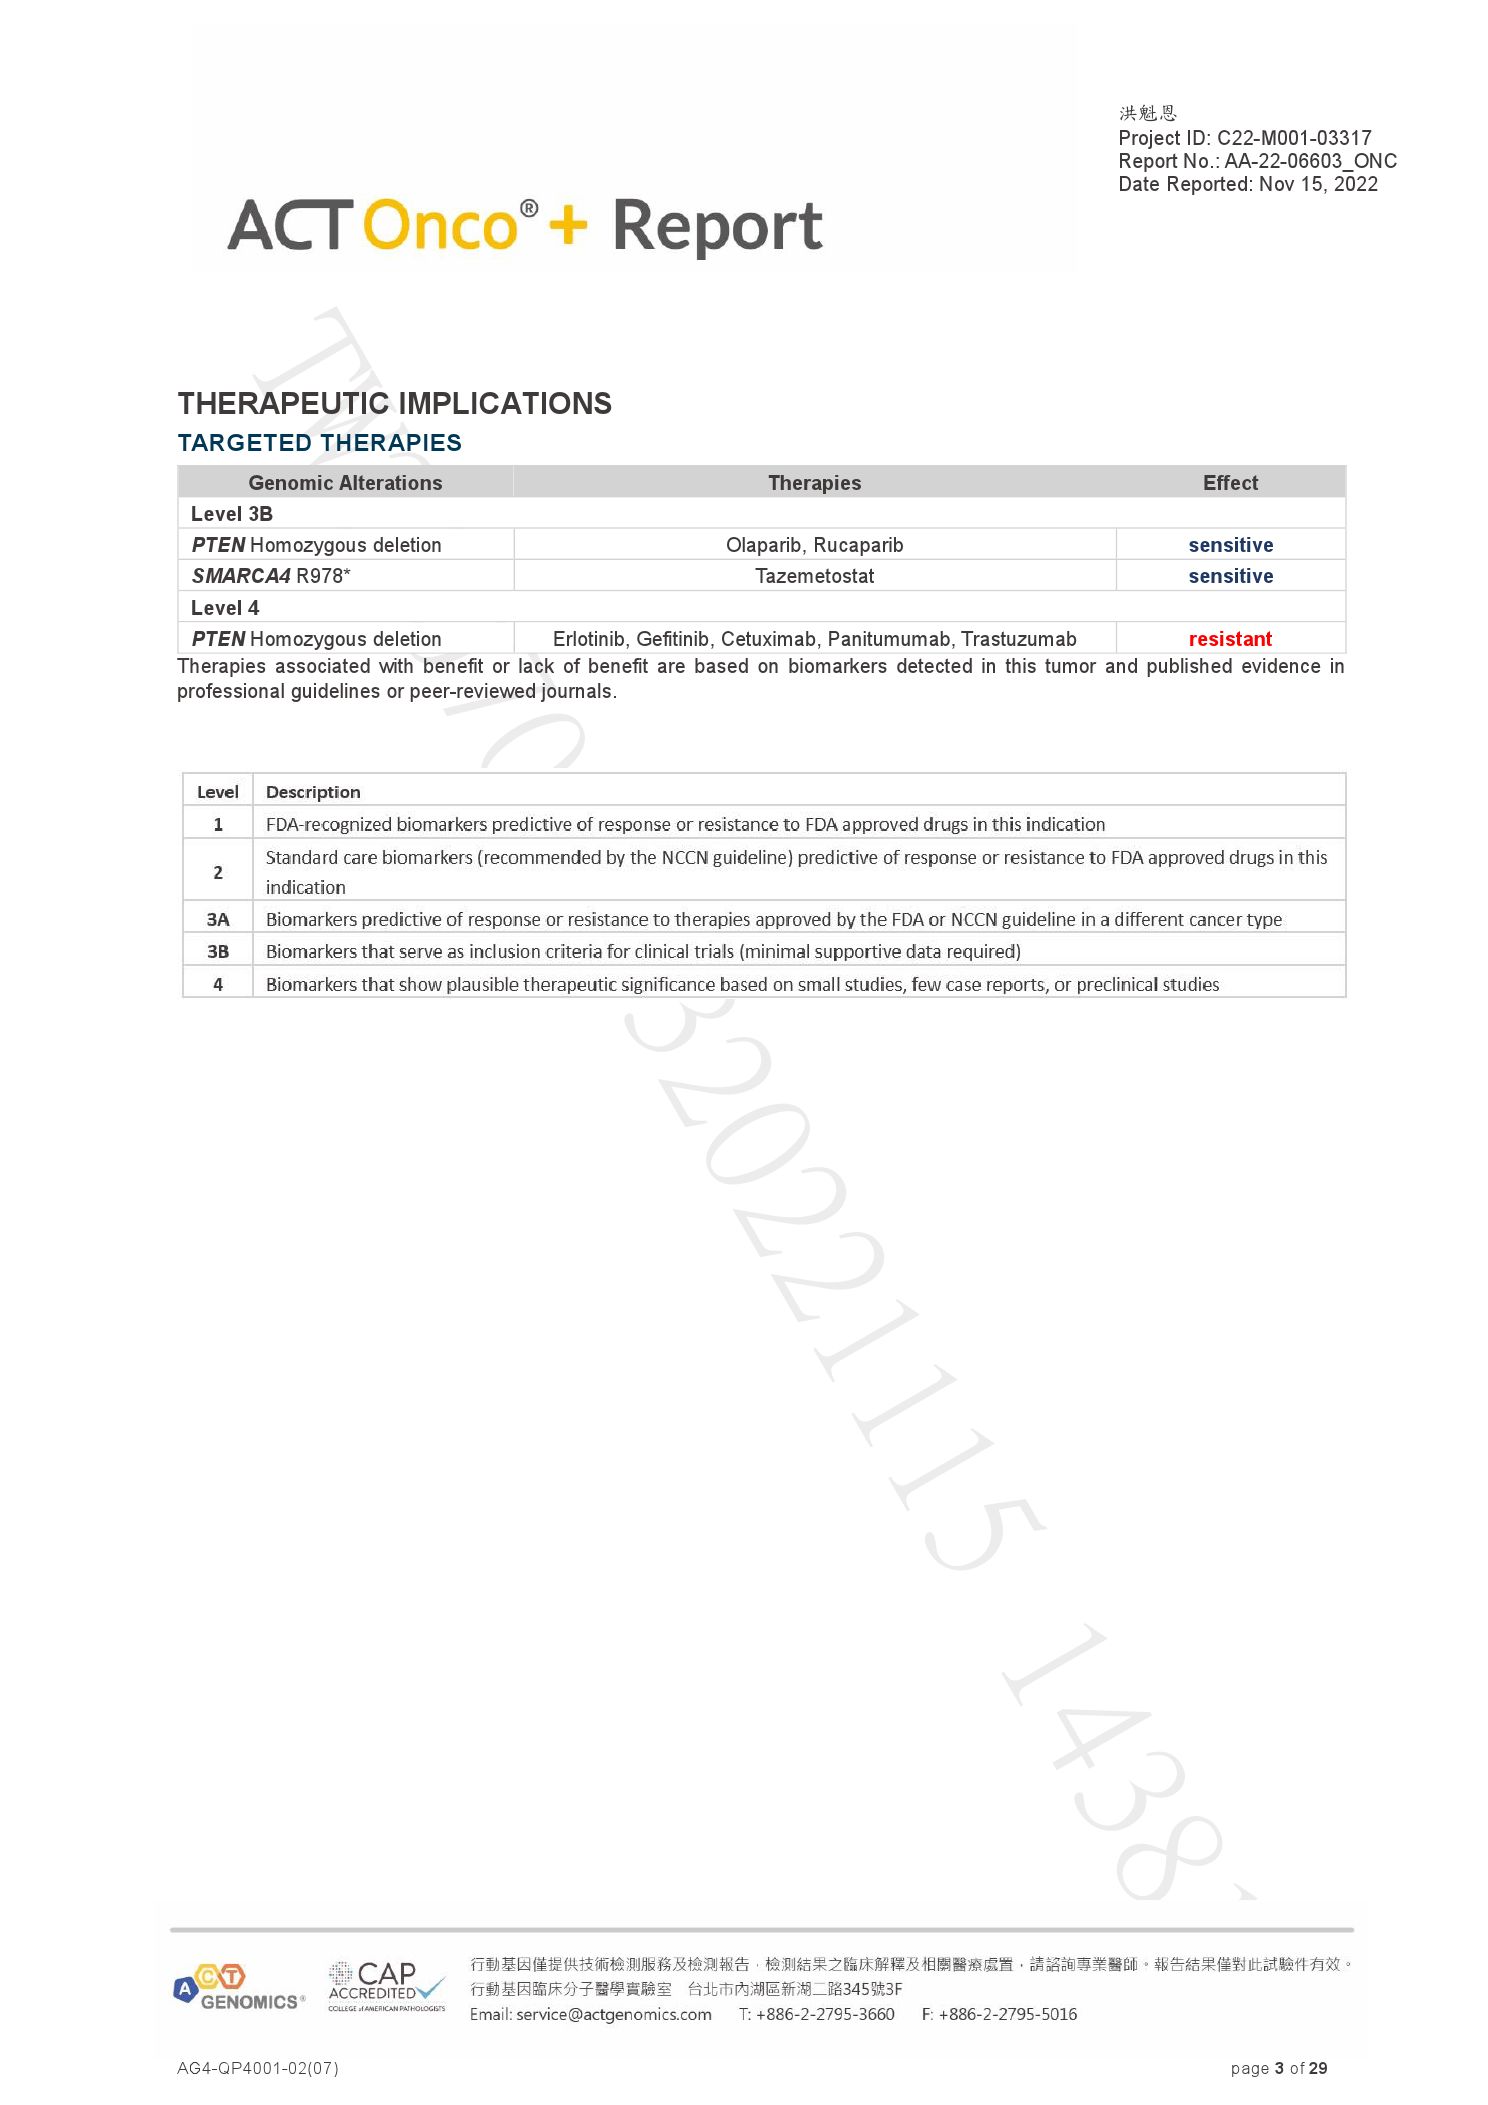 洪魁恩
Project ID: C22-M001-03317
Report No.: AA-22-06603_ONC
Date Reported: Nov 15, 2022
ACT Onco®+ Report
THERAPEUTIC IMPLICATIONS
TARGETED THERAPIES
Genomic Alterations Therapies Effect
Level 3B
PTEN Homozygous deletion Olaparib, Rucaparib sensitive
SMARCA4 R978* Tazemetostat sensitive
Level 4
PTEN Homozygous deletion Erlotinib, Gefitinib, Cetuximab, Panitumumab, Trastuzumab resistant
Therapies associated with benefit or lack of benefit are based on biomarkers detected in this tumor and published evidence in
professional guidelines or peer-reviewed journals.
Level Description
1 FDA-recognized biomarkers predictive of response or resistance to FDA approved drugs in this indication
2 Standard care biomarkers (recommended by the NCCN guideline) predictive of response or resistance to FDA approved drugs in this
indication
3A Biomarkers predictive of response or resistance to therapies approved by the FDA or NCCN guideline in a different cancer type
3B Biomarkers that serve as inclusion criteria for clinical trials (minimal supportive data required)
4 Biomarkers that show plausible therapeutic significance based on small studies, few case reports, or preclinical studies
ACT GENOMICS®
CAP
ACCREDITED
COLLEGE of AMERICAN PATHOLOGISTS
行動基因僅提供技術檢測服務及檢測報告，檢測結果之臨床解釋及相關醫療處置，請諮詢專業醫師。報告結果僅對此試驗件有效。
行動基因臨床分子醫學實驗室 台北市內湖區新湖二路345號3F
Email: service@actgenomics.com T: +886-2-2795-3660 F: +886-2-2795-5016
AG4-QP4001-02(07) page 3 of 29